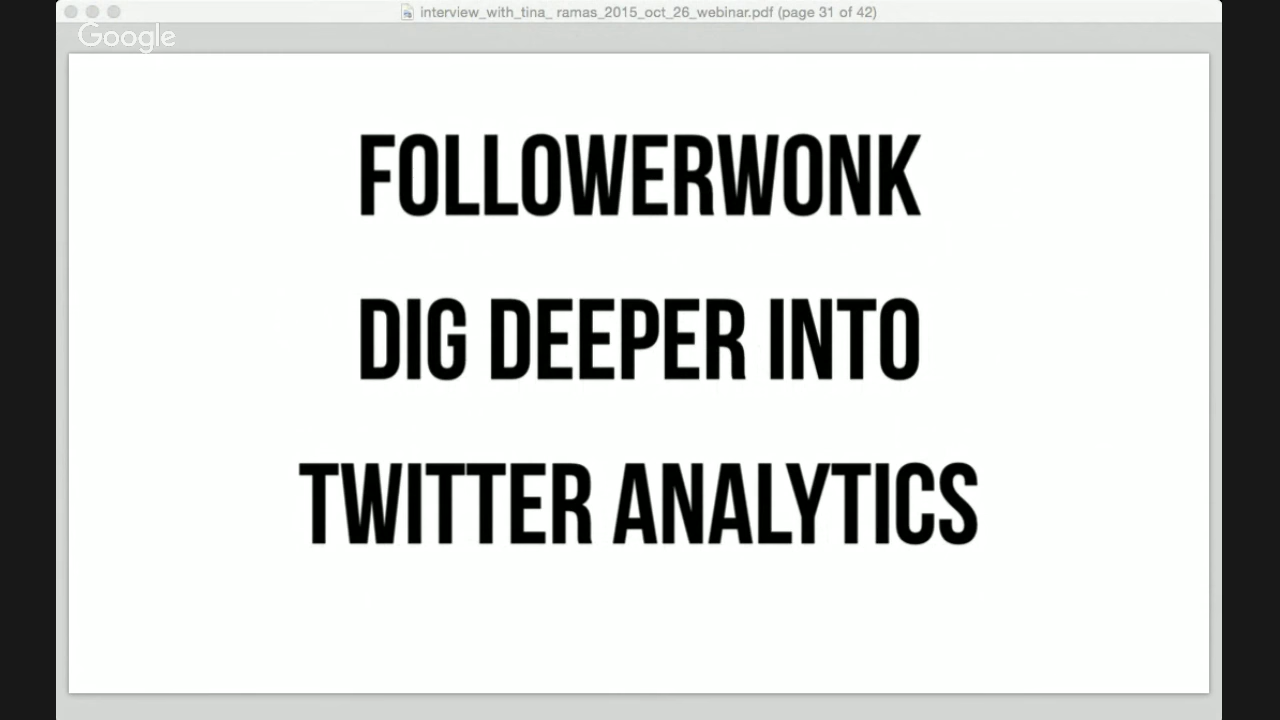 interview_with_tina_ ramas_2015_oct_26_webinar.pdf (page 31 of 42)
Google
FOLLOWERWONK
DIG DEEPER INTO
TWITTER ANALYTICS